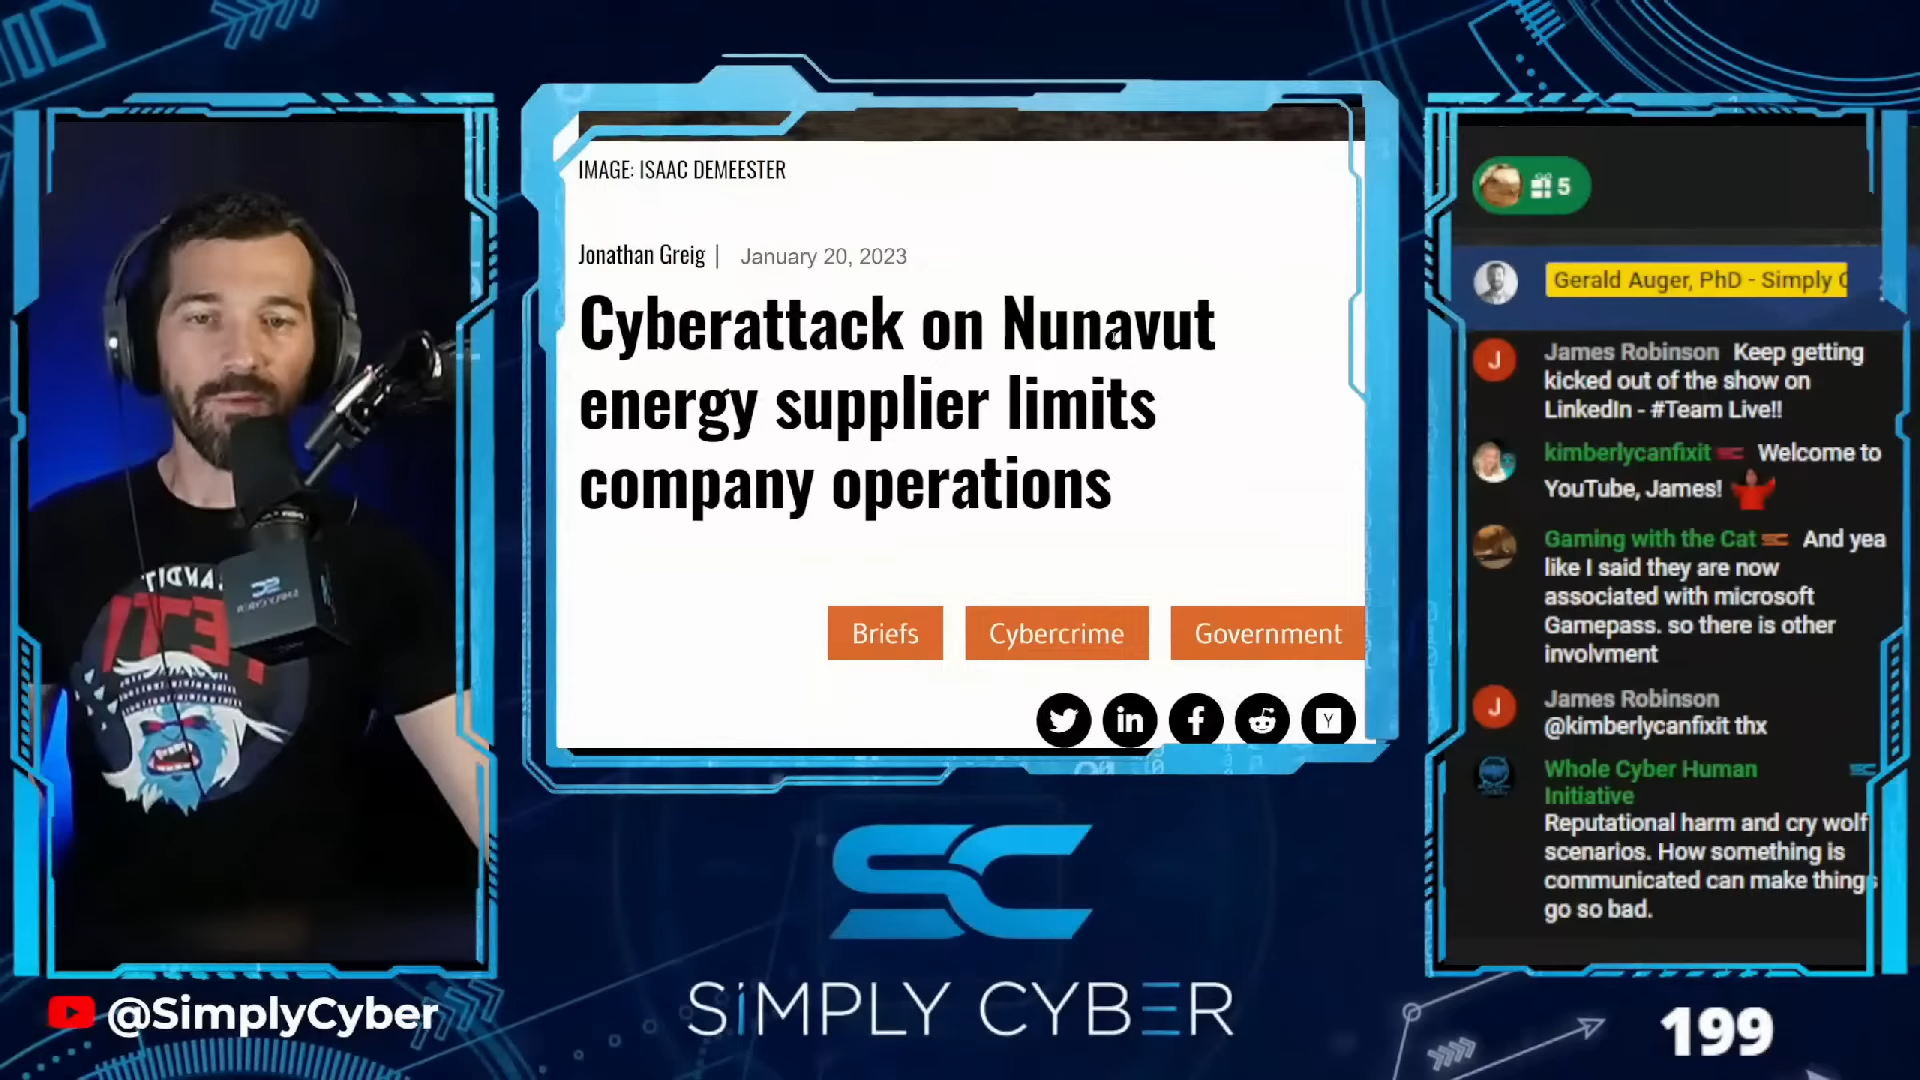 IMAGE: ISAAC DEMEESTER
Jonathan Greig | January 20, 2023
Cyberattack on Nunavut
energy supplier limits
company operations
Briefs
Cybercrime
Government
SC
SiMPLY CYBER
@SimplyCyber
5
Gerald Auger, PhD - Simply
J
James Robinson Keep getting
kicked out of the show on
LinkedIn - #Team Live!!
kimberlycanfixit Welcome to
YouTube, James!
Gaming with the Cat And yea
like I said they are now
associated with microsoft
Gamepass. so there is other
involvment
J
James Robinson
@kimberlycanfixit thx
Whole Cyber Human
Initiative
Reputational harm and cry wolf
scenarios. How something is
communicated can make things
go so bad.
199